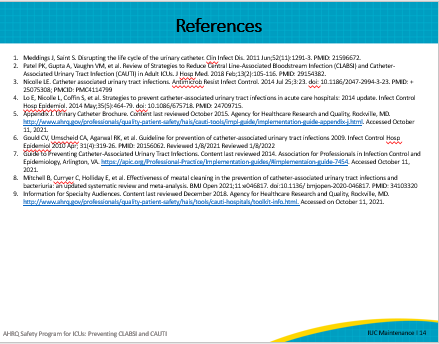 References
1. Meddings J, Saint S. Disrupting the life cycle of the urinary catheter. Clin Infect Dis. 2011 Jun;52(11):1291-3. PMID: 21596672.
2. Patel PK, Gupta A, Vaughn VM, et al. Review of Strategies to Reduce Central Line-Associated Bloodstream Infection (CLABSI) and Catheter-
Associated Urinary Tract Infection (CAUTI) in Adult ICUs. J Hosp Med. 2018 Feb;13(2):105-116. PMID: 29154382.
3. Nicolle LE. Catheter associated urinary tract infections. Antimicrob Resist Infect Control. 2014 Jul 25;3:23. doi: 10.1186/2047-2994-3-23. PMID: +
25075308; PMCID: PMC4114799
4. Lo E, Nicolle L, Coffin S, et al. Strategies to prevent catheter-associated urinary tract infections in acute care hospitals: 2014 update. Infect Control
Hosp Epidemiol. 2014 May;35(5):464-79. doi: 10.1086/675718. PMID: 24709715.
5. Appendix J. Urinary Catheter Brochure. Content last reviewed October 2015. Agency for Healthcare Research and Quality, Rockville, MD.
http://www.ahrq.gov/professionals/quality-patient-safety/hais/cauti-tools/impl-guide/implementation-guide-appendix-j.html. Accessed October
11, 2021.
6. Gould CV, Umscheid CA, Agarwal RK, et al. Guideline for prevention of catheter-associated urinary tract infections 2009. Infect Control Hosp
Epidemiol 2010 Apr; 31(4):319-26. PMID: 20156062. Reviewed 1/8/2021 Reviewed 1/8/2022
7. Guide to Preventing Catheter-Associated Urinary Tract Infections. Content last reviewed 2014. Association for Professionals in Infection Control and
Epidemiology, Arlington, VA. https://apic.org/Professional-Practice/Implementation-guides/#implementaion-guide-7454. Accessed October 11,
2021.
8. Mitchell B, Curryer C, Holliday E, et al. Effectiveness of meatal cleaning in the prevention of catheter-associated urinary tract infections and
bacteriuria: an updated systematic review and meta-analysis. BMJ Open 2021;11:e046817. doi:10.1136/ bmjopen-2020-046817. PMID: 34103320
9. Information for Specialty Audiences. Content last reviewed December 2018. Agency for Healthcare Research and Quality, Rockville, MD.
http://www.ahrq.gov/professionals/quality-patient-safety/hais/tools/cauti-hospitals/toolkit-info.html. Accessed on October 11, 2021.
AHRQ Safety Program for ICUs: Preventing CLABSI and CAUTI
IUC Maintenance | 14